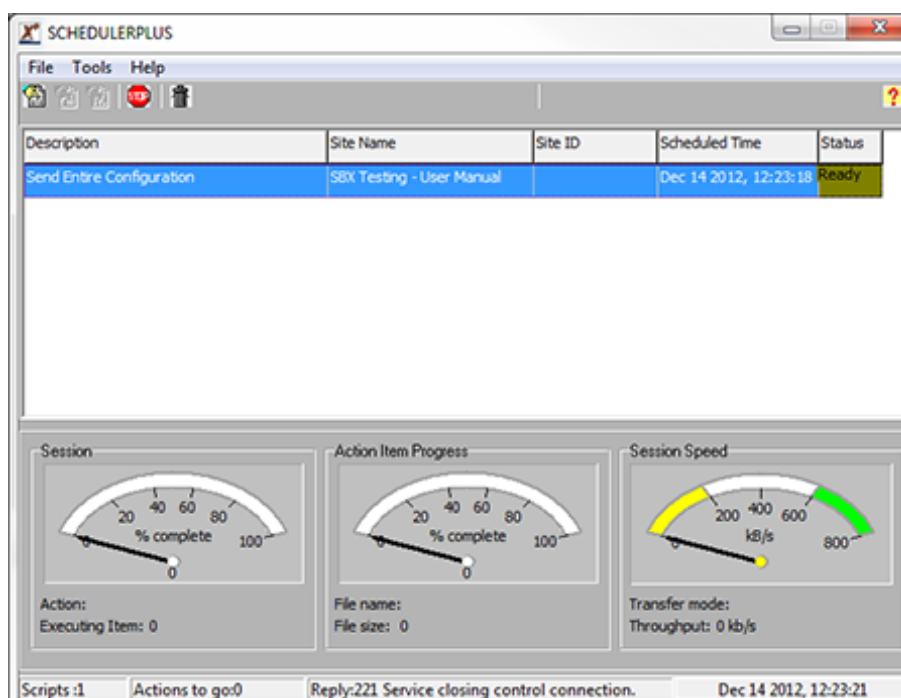 SCHEDULERPLUS
File Tools Help
STOP ?
Description Site Name Site ID Scheduled Time Status
Send Entire Configuration SBX Testing - User Manual Dec 14 2012, 12:23:18 Ready
Session Action Item Progress Session Speed
0 20 40 60 80 100 0 20 40 60 80 100 0 200 400 600 800
% complete % complete kB/s
0 0
Action: File name: Transfer mode:
Executing Item: 0 File size: 0 Throughput: 0 kb/s
Scripts :1 Actions to go:0 Reply:221 Service closing control connection. Dec 14 2012, 12:23:21